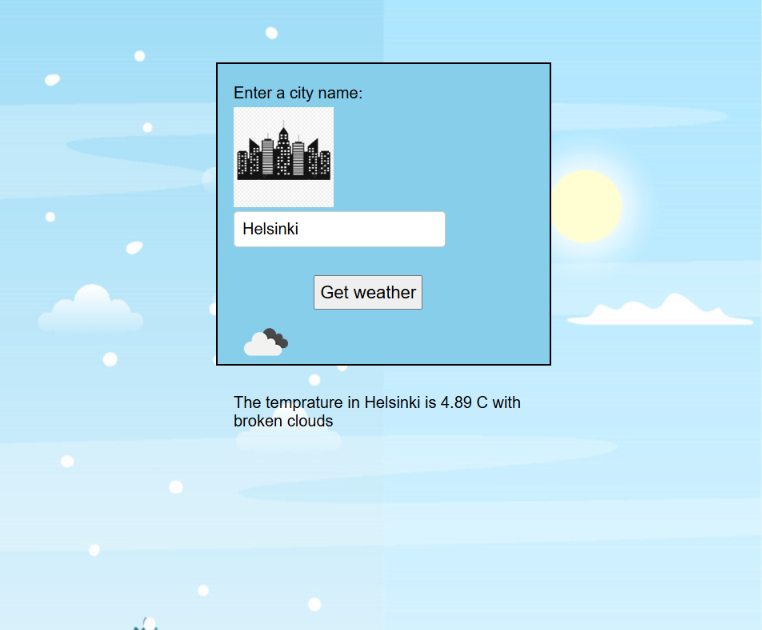 Enter a city name:
Helsinki
Get weather
The temprature in Helsinki is 4.89 C with
broken clouds